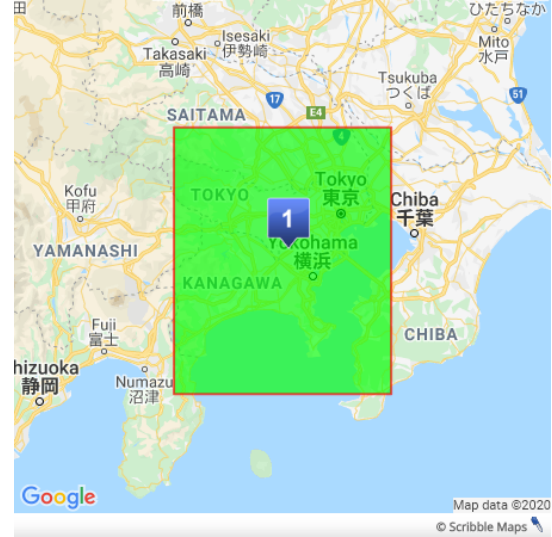 田
前橋
ひたちなか
Isesaki
伊勢崎
Takasaki
高崎
Mito
水戸
Tsukuba
つくば
17
E4
51
SAITAMA
4
Kofu
甲府
TOKYO
Tokyo
東京
1
Chiba
千葉
YAMANASHI
Yokohama
横浜
KANAGAWA
Fuji
富士
CHIBA
hizuoka
静岡
Numazu
沼津
Google
Map data ©2020
© Scribble Maps